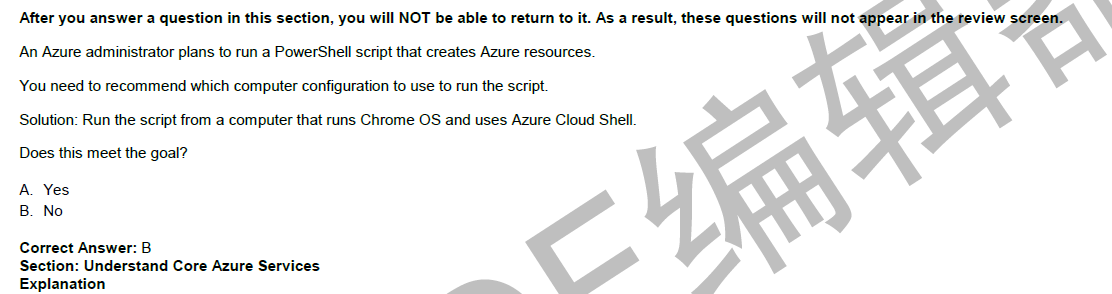 After you answer a question in this section, you will NOT be able to return to it. As a result, these questions will not appear in the review screen.
An Azure administrator plans to run a PowerShell script that creates Azure resources.
You need to recommend which computer configuration to use to run the script.
Solution: Run the script from a computer that runs Chrome OS and uses Azure Cloud Shell.
Does this meet the goal?
A. Yes
B. No
Correct Answer: B
Section: Understand Core Azure Services
Explanation
编辑